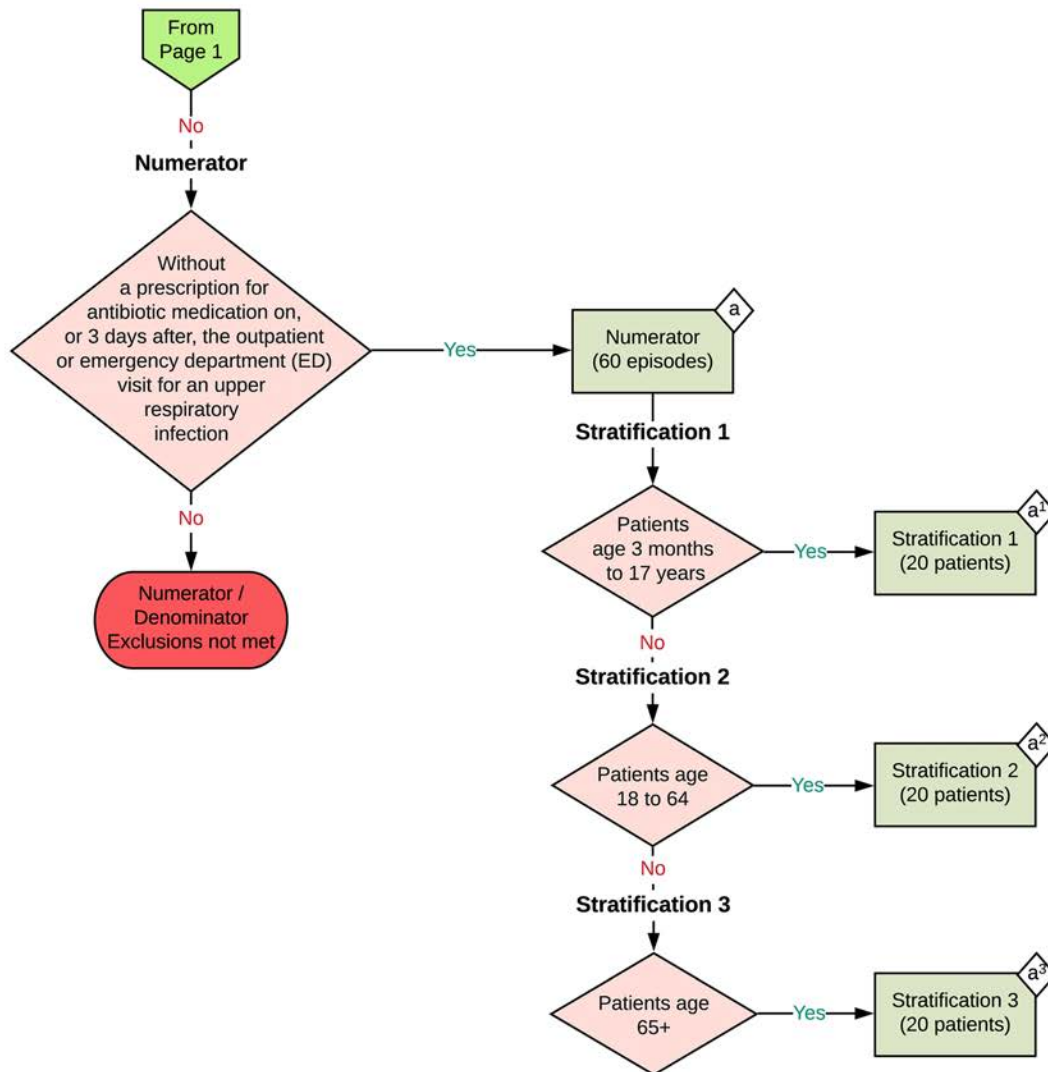 From
Page 1
No
Numerator
Without
a prescription for
antibiotic medication on,
or 3 days after, the outpatient
or emergency department (ED)
visit for an upper
respiratory
infection
Yes
a
Numerator
(60 episodes)
No
Numerator /
Denominator
Exclusions not met
Stratification 1
Patients
age 3 months
to 17 years
Yes
a¹
Stratification 1
(20 patients)
No
Stratification 2
Patients age
18 to 64
Yes
a²
Stratification 2
(20 patients)
No
Stratification 3
Patients age
65+
Yes
a³
Stratification 3
(20 patients)